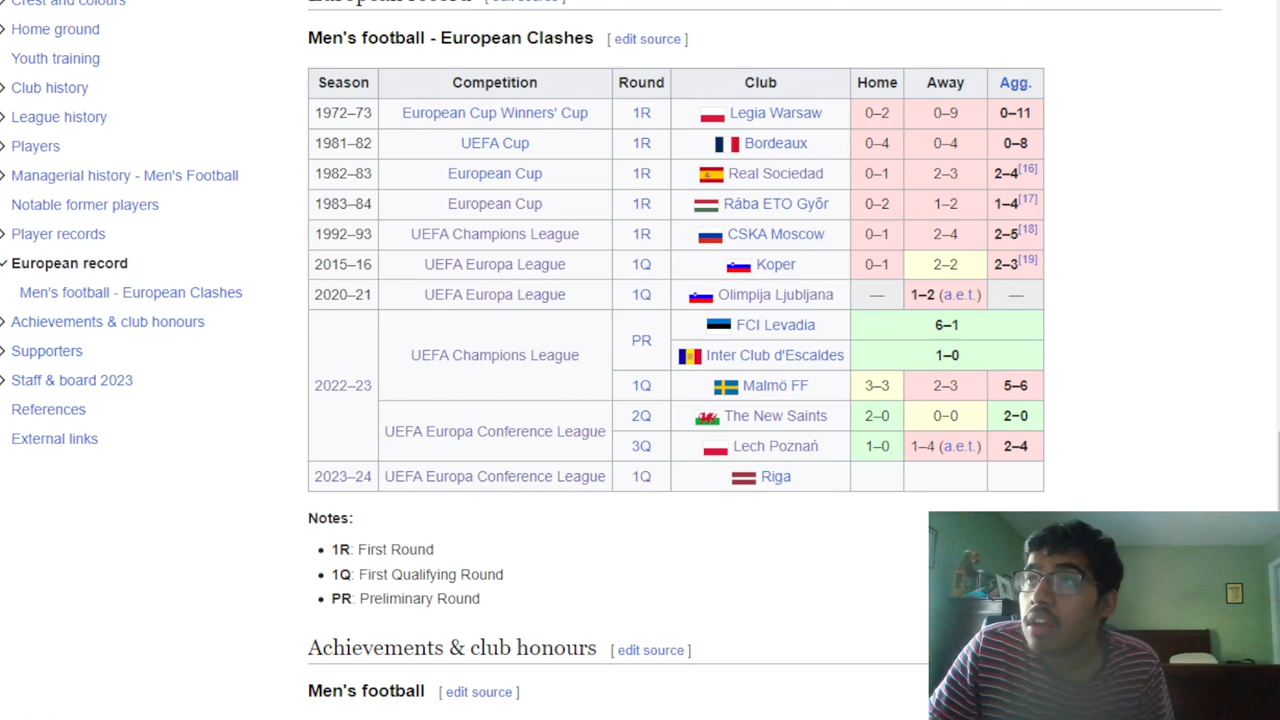 Crest and colours
Home ground
Youth training
Club history
League history
Players
Managerial history - Men's Football
Notable former players
Player records
European record
Men's football - European Clashes
Achievements & club honours
Supporters
Staff & board 2023
References
External links
European record [ edit source ]
Men's football - European Clashes [ edit source ]
Season Competition Round Club Home Away Agg.
1972–73 European Cup Winners' Cup 1R Legia Warsaw 0–2 0–9 0–11
1981–82 UEFA Cup 1R Bordeaux 0–4 0–4 0–8
1982–83 European Cup 1R Real Sociedad 0–1 2–3 2–4[16]
1983–84 European Cup 1R Rába ETO Győr 0–2 1–2 1–4[17]
1992–93 UEFA Champions League 1R CSKA Moscow 0–1 2–4 2–5[18]
2015–16 UEFA Europa League 1Q Koper 0–1 2–2 2–3[19]
2020–21 UEFA Europa League 1Q Olimpija Ljubljana — 1–2 (a.e.t.) —
2022–23 UEFA Champions League PR FCI Levadia 6–1
Inter Club d'Escaldes 1–0
1Q Malmö FF 3–3 2–3 5–6
UEFA Europa Conference League 2Q The New Saints 2–0 0–0 2–0
3Q Lech Poznań 1–0 1–4 (a.e.t.) 2–4
2023–24 UEFA Europa Conference League 1Q Riga
Notes:
• 1R: First Round
• 1Q: First Qualifying Round
• PR: Preliminary Round
Achievements & club honours [ edit source ]
Men's football [ edit source ]